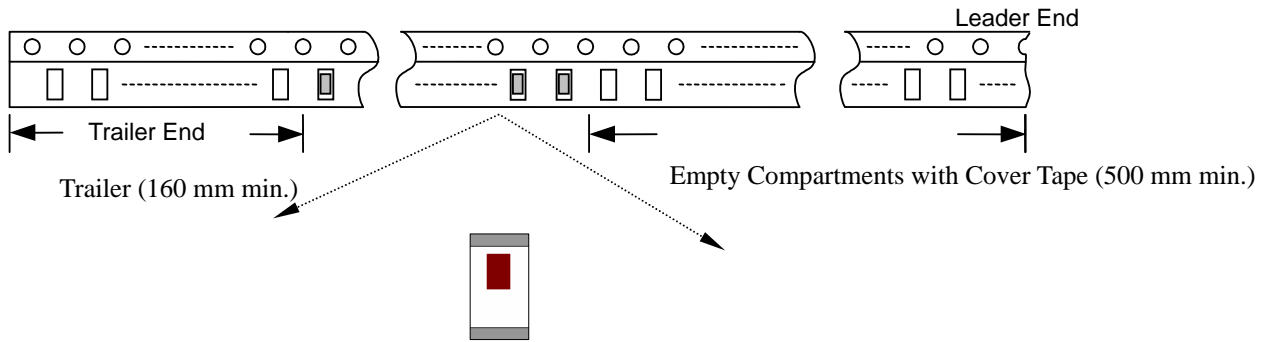 Leader End
Trailer End
Trailer (160 mm min.)
Empty Compartments with Cover Tape (500 mm min.)